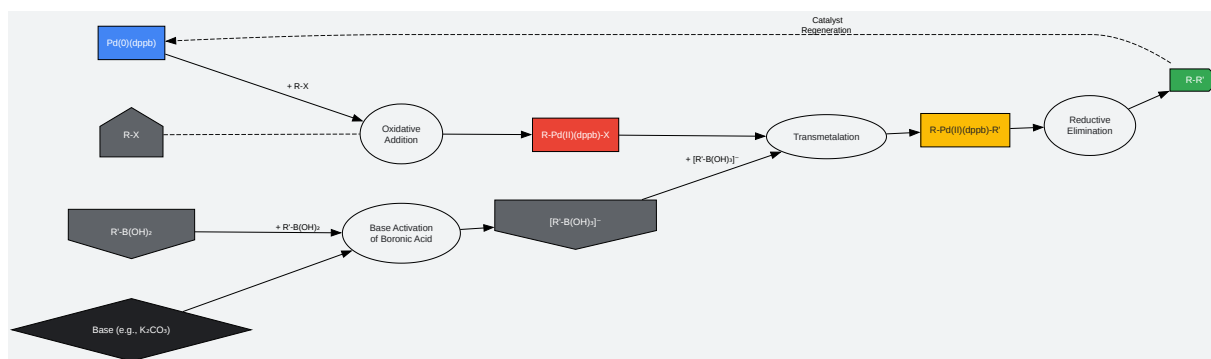 Catalyst
Regeneration
Pd(0)(dppb)
R-R'
+ R-X
R-X
Oxidative
Addition
R-Pd(II)(dppb)-X
Transmetalation
R-Pd(II)(dppb)-R'
Reductive
Elimination
+ [R'-B(OH)₃]⁻
R'-B(OH)₂
+ R'-B(OH)₂
Base Activation
of Boronic Acid
[R'-B(OH)₃]⁻
Base (e.g., K₂CO₃)